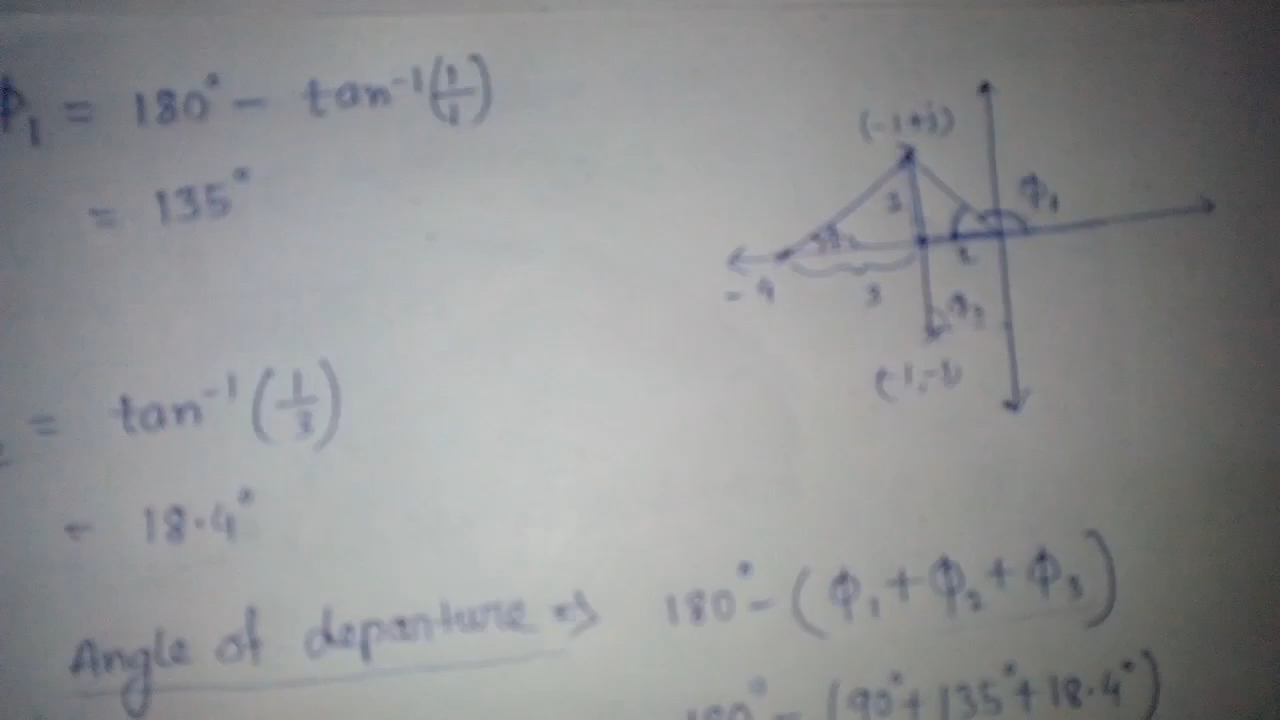 ϕ₁ = 180° - tan⁻¹(1/1)
= 135°
(-1+j)
ϕ₁
-4
3
(-1,-j)
= tan⁻¹(1/3)
= 18.4°
Angle of departure ⇒ 180° - (ϕ₁ + ϕ₂ + ϕ₃)
180° - (90° + 135° + 18.4°)